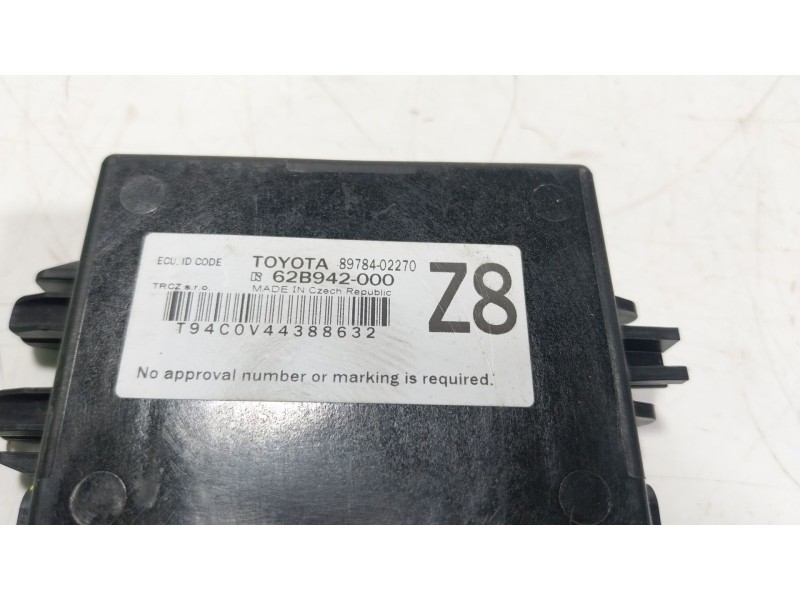 ECU. ID CODE TOYOTA 89784-02270
62B942-000
TRCZ s.r.o. MADE IN Czech Republic
T94C0V44388632
Z8
No approval number or marking is required.